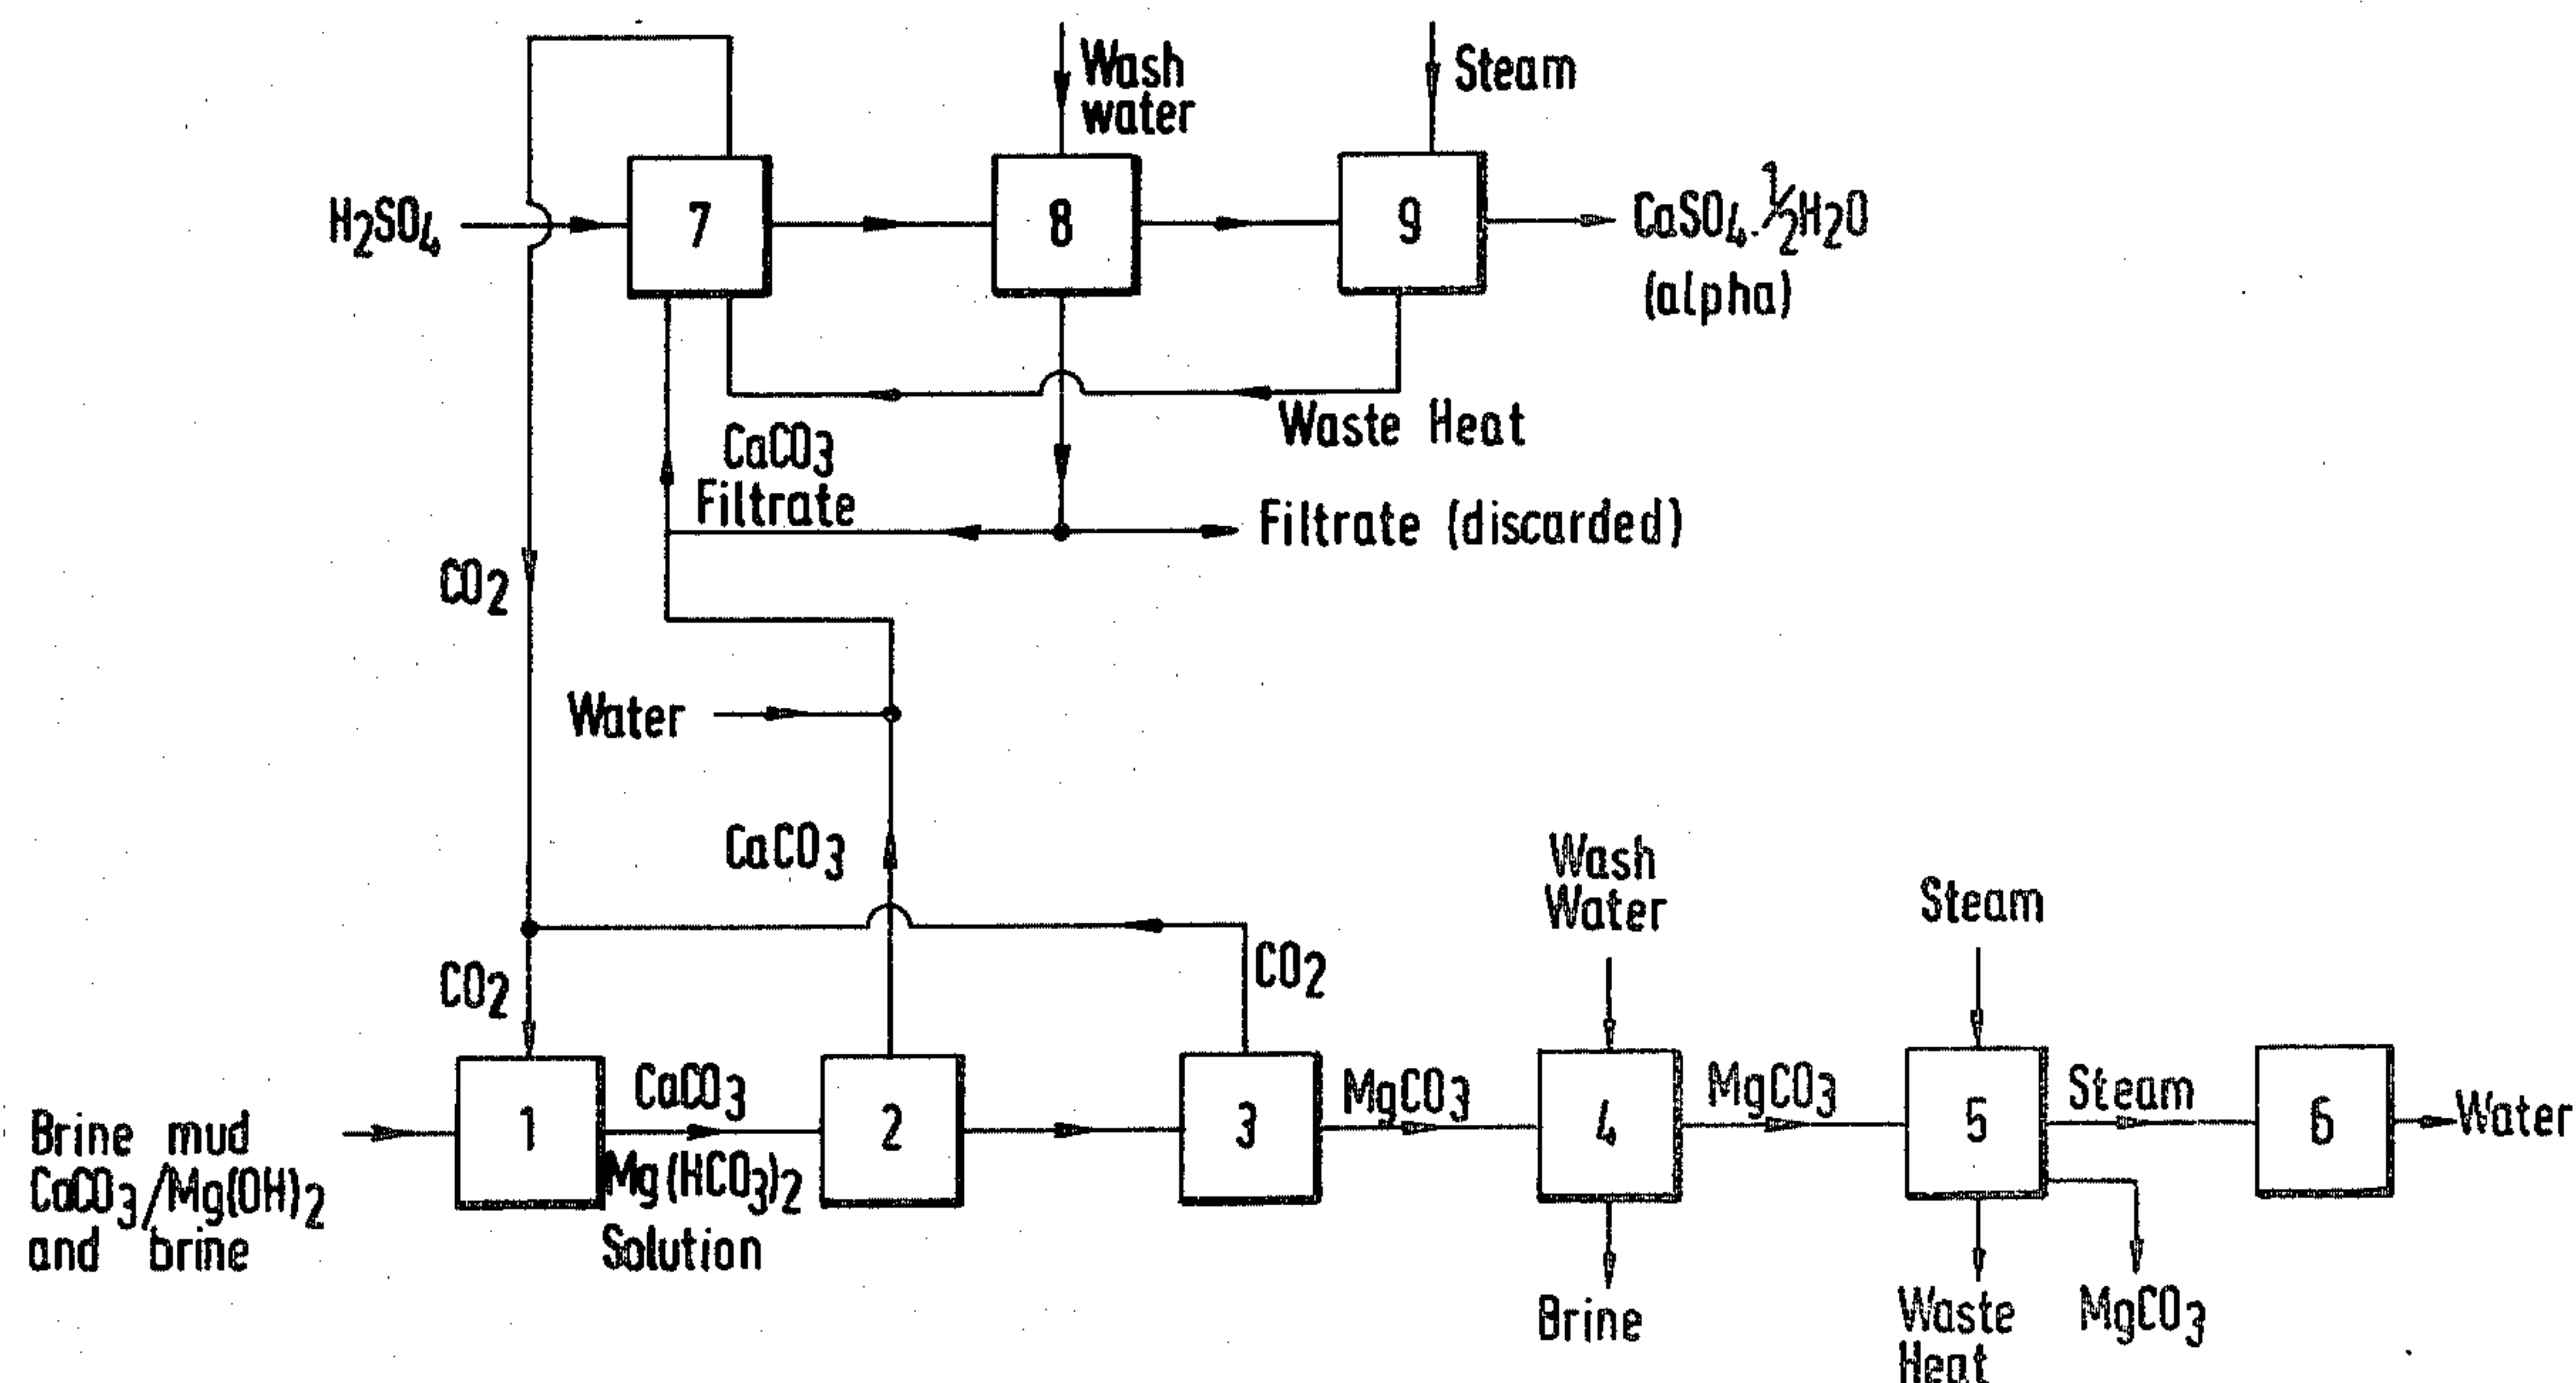 Wash
water
Steam
H2SO4
7
8
9
CaSO4.½H2O
(alpha)
Waste Heat
CaCO3
Filtrate
Filtrate (discarded)
CO2
Water
CaCO3
Wash
Water
Steam
CO2
CO2
CaCO3
MgCO3
MgCO3
Steam
1
2
3
4
5
6
Water
Brine mud
CaCO3/Mg(OH)2
and brine
Mg(HCO3)2
Solution
Brine
Waste
Heat
MgCO3